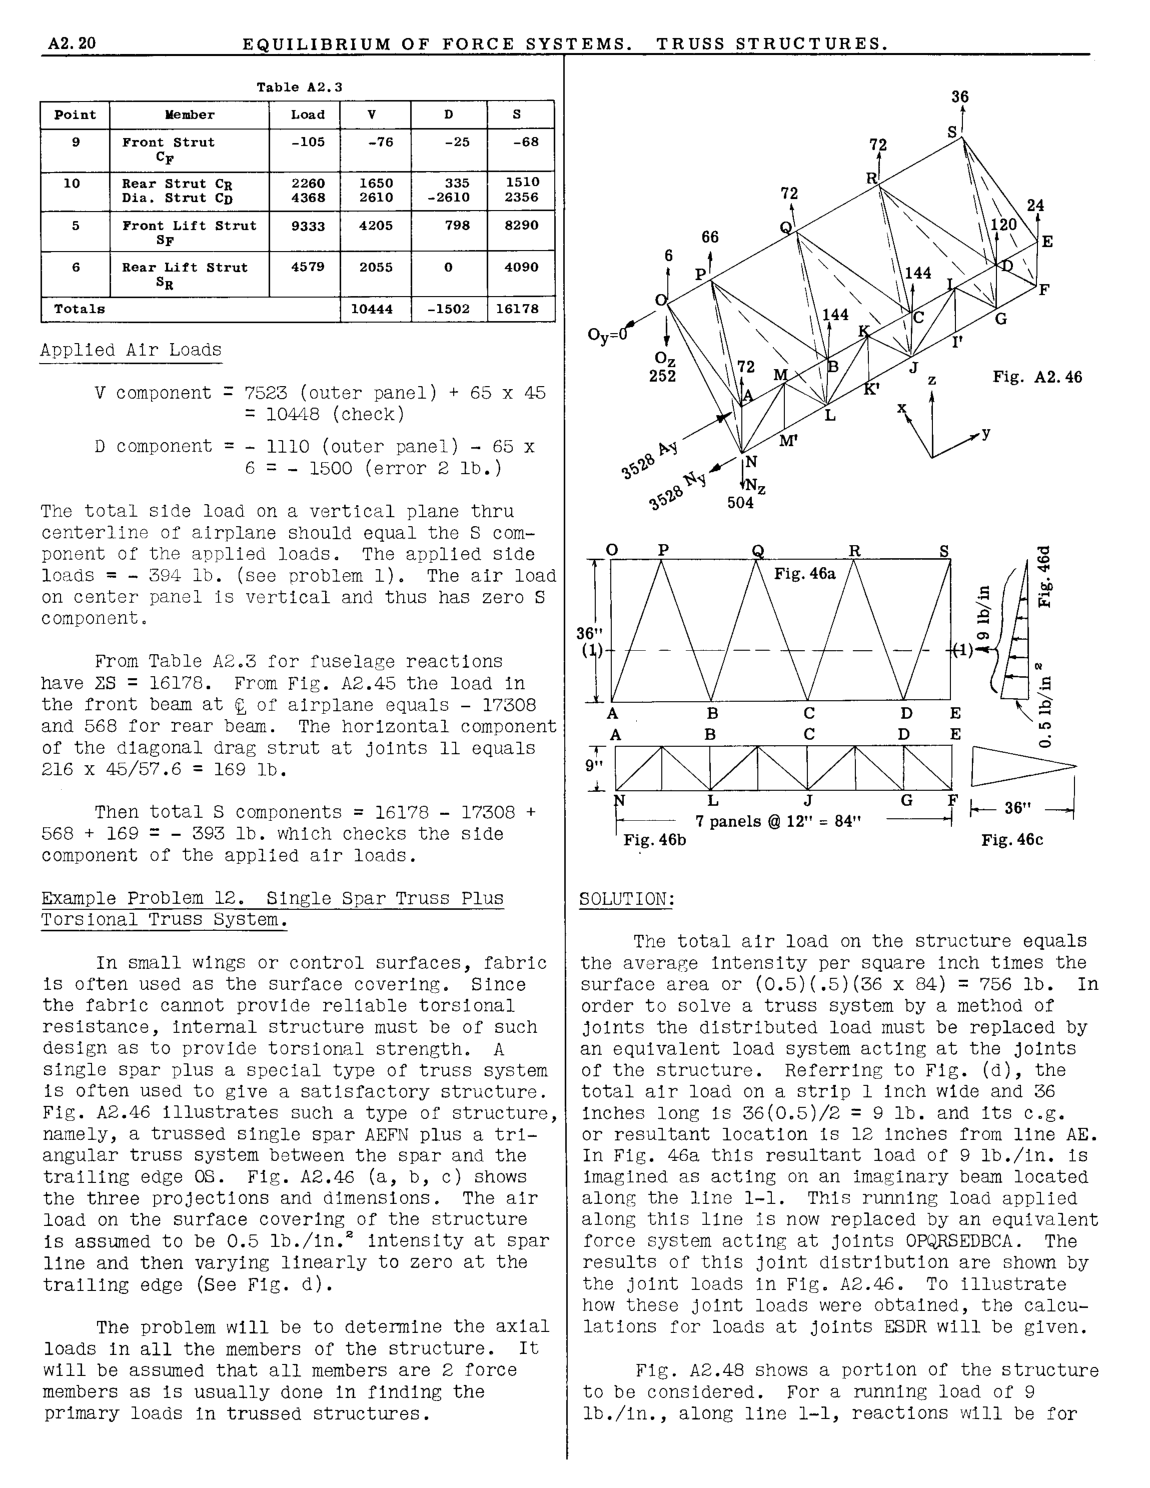 A2.20
EQUILIBRIUM OF FORCE SYSTEMS. TRUSS STRUCTURES.
Table A2.3
Point Member Load V D S
9 Front Strut -105 -76 -25 -68
CF
10 Rear Strut CR 2260 1650 335 1510
Dia. Strut CD 4368 2610 -2610 2356
5 Front Lift Strut 9333 4205 798 8290
SF
6 Rear Lift Strut 4579 2055 0 4090
SR
Totals 10444 -1502 16178
Applied Air Loads
V component = 7523 (outer panel) + 65 x 45
= 10448 (check)
D component = - 1110 (outer panel) - 65 x
6 = - 1500 (error 2 lb.)
The total side load on a vertical plane thru
centerline of airplane should equal the S com-
ponent of the applied loads. The applied side
loads = - 394 lb. (see problem 1). The air load
on center panel is vertical and thus has zero S
component.
From Table A2.3 for fuselage reactions
have ΣS = 16178. From Fig. A2.45 the load in
the front beam at ℄ of airplane equals - 17308
and 568 for rear beam. The horizontal component
of the diagonal drag strut at joints 11 equals
216 x 45/57.6 = 169 lb.
Then total S components = 16178 - 17308 +
568 + 169 = - 393 lb. which checks the side
component of the applied air loads.
Example Problem 12. Single Spar Truss Plus
Torsional Truss System.
In small wings or control surfaces, fabric
is often used as the surface covering. Since
the fabric cannot provide reliable torsional
resistance, internal structure must be of such
design as to provide torsional strength. A
single spar plus a special type of truss system
is often used to give a satisfactory structure.
Fig. A2.46 illustrates such a type of structure,
namely, a trussed single spar AEFN plus a tri-
angular truss system between the spar and the
trailing edge OS. Fig. A2.46 (a, b, c) shows
the three projections and dimensions. The air
load on the surface covering of the structure
is assumed to be 0.5 lb./in.² intensity at spar
line and then varying linearly to zero at the
trailing edge (See Fig. d).
The problem will be to determine the axial
loads in all the members of the structure. It
will be assumed that all members are 2 force
members as is usually done in finding the
primary loads in trussed structures.
36
S
72
R
72
24
Q
120
E
66
6
P
D
144
I
F
O
C
G
144
Oy=0
K
I'
Oz
B
J
252
72
M
K'
z
Fig. A2.46
A
L
x
M'
y
3528 Ay
N
3528 Ny
Nz
504
O P Q R S
Fig. 46a
36"
(1) (1)
A B C D E
9 lb/in
Fig. 46d
0.5 lb/in²
A B C D E
9"
N L J G F
7 panels @ 12" = 84"
36"
Fig. 46b
Fig. 46c
SOLUTION:
The total air load on the structure equals
the average intensity per square inch times the
surface area or (0.5)(.5)(36 x 84) = 756 lb. In
order to solve a truss system by a method of
joints the distributed load must be replaced by
an equivalent load system acting at the joints
of the structure. Referring to Fig. (d), the
total air load on a strip 1 inch wide and 36
inches long is 36(0.5)/2 = 9 lb. and its c.g.
or resultant location is 12 inches from line AE.
In Fig. 46a this resultant load of 9 lb./in. is
imagined as acting on an imaginary beam located
along the line 1-1. This running load applied
along this line is now replaced by an equivalent
force system acting at joints OPQRSEDBCA. The
results of this joint distribution are shown by
the joint loads in Fig. A2.46. To illustrate
how these joint loads were obtained, the calcu-
lations for loads at joints ESDR will be given.
Fig. A2.48 shows a portion of the structure
to be considered. For a running load of 9
lb./in., along line 1-1, reactions will be for